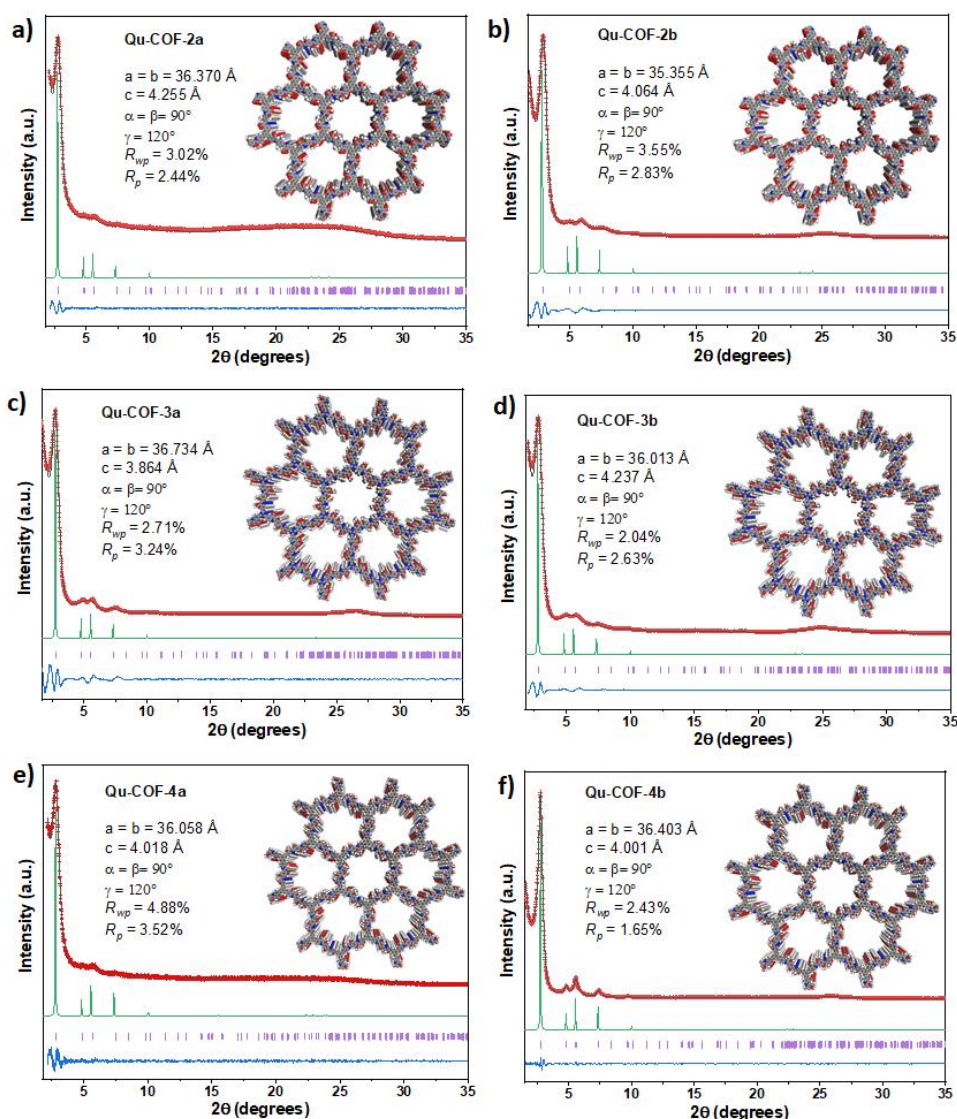 a)
Qu-COF-2a
a = b = 36.370 Å
c = 4.255 Å
α = β= 90°
γ = 120°
Rwp = 3.02%
Rp = 2.44%
Intensity (a.u.)
5 10 15 20 25 30 35
2θ (degrees)
b)
Qu-COF-2b
a = b = 35.355 Å
c = 4.064 Å
α = β= 90°
γ = 120°
Rwp = 3.55%
Rp = 2.83%
Intensity (a.u.)
5 10 15 20 25 30 35
2θ (degrees)
c)
Qu-COF-3a
a = b = 36.734 Å
c = 3.864 Å
α = β= 90°
γ = 120°
Rwp = 2.71%
Rp = 3.24%
Intensity (a.u.)
5 10 15 20 25 30 35
2θ (degrees)
d)
Qu-COF-3b
a = b = 36.013 Å
c = 4.237 Å
α = β= 90°
γ = 120°
Rwp = 2.04%
Rp = 2.63%
Intensity (a.u.)
5 10 15 20 25 30 35
2θ (degrees)
e)
Qu-COF-4a
a = b = 36.058 Å
c = 4.018 Å
α = β= 90°
γ = 120°
Rwp = 4.88%
Rp = 3.52%
Intensity (a.u.)
5 10 15 20 25 30 35
2θ (degrees)
f)
Qu-COF-4b
a = b = 36.403 Å
c = 4.001 Å
α = β= 90°
γ = 120°
Rwp = 2.43%
Rp = 1.65%
Intensity (a.u.)
5 10 15 20 25 30 35
2θ (degrees)